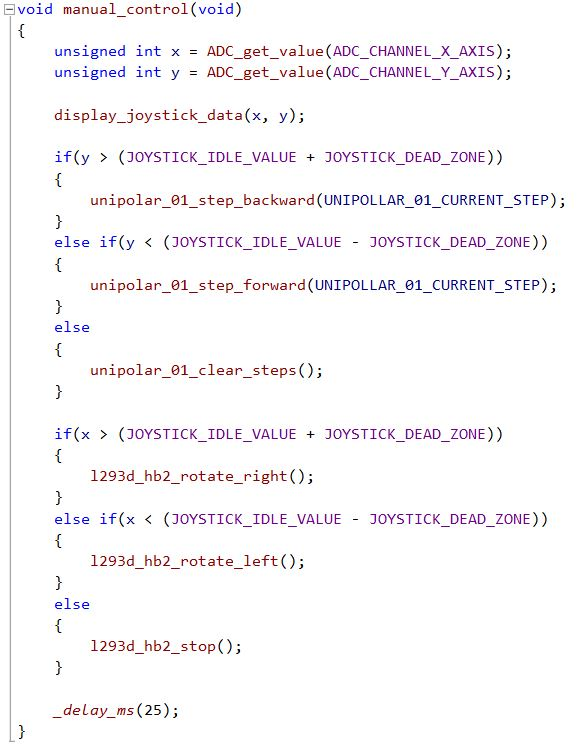 void manual_control(void)
{
    unsigned int x = ADC_get_value(ADC_CHANNEL_X_AXIS);
    unsigned int y = ADC_get_value(ADC_CHANNEL_Y_AXIS);

    display_joystick_data(x, y);

    if(y > (JOYSTICK_IDLE_VALUE + JOYSTICK_DEAD_ZONE))
    {
        unipolar_01_step_backward(UNIPOLLAR_01_CURRENT_STEP);
    }
    else if(y < (JOYSTICK_IDLE_VALUE - JOYSTICK_DEAD_ZONE))
    {
        unipolar_01_step_forward(UNIPOLLAR_01_CURRENT_STEP);
    }
    else
    {
        unipolar_01_clear_steps();
    }

    if(x > (JOYSTICK_IDLE_VALUE + JOYSTICK_DEAD_ZONE))
    {
        l293d_hb2_rotate_right();
    }
    else if(x < (JOYSTICK_IDLE_VALUE - JOYSTICK_DEAD_ZONE))
    {
        l293d_hb2_rotate_left();
    }
    else
    {
        l293d_hb2_stop();
    }

    _delay_ms(25);
}